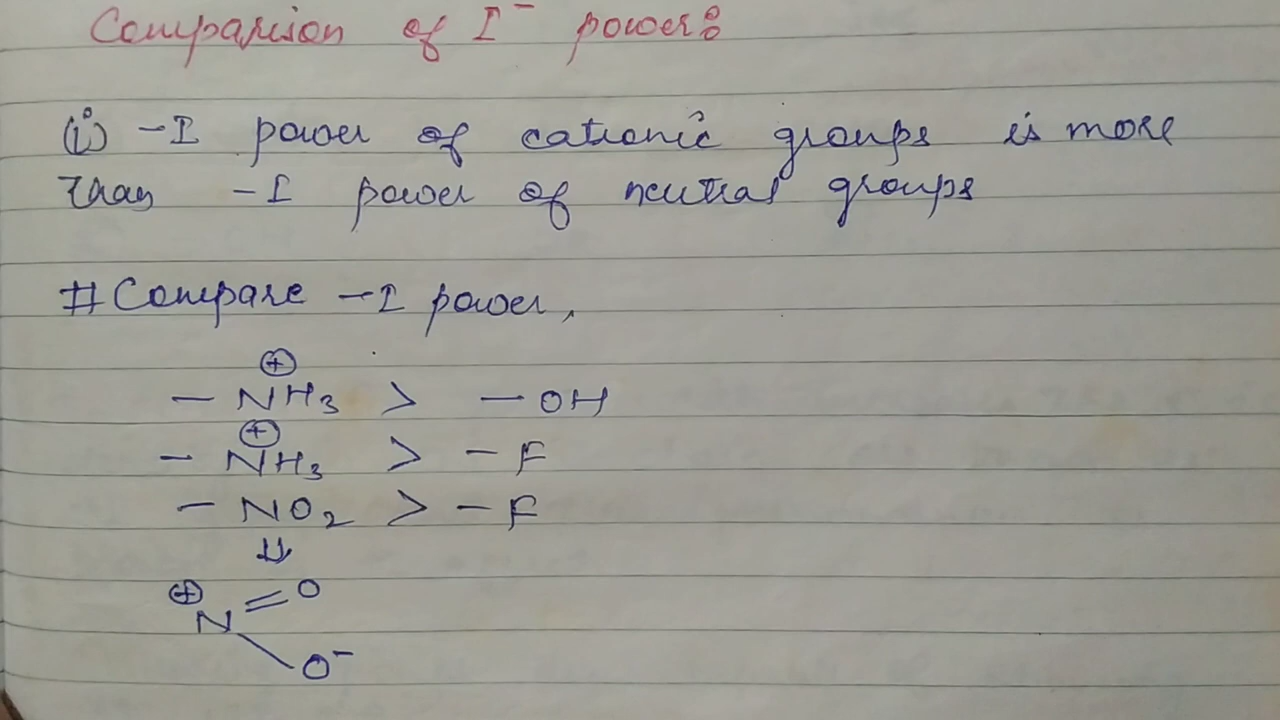 Comparision of I⁻ power:
(i) -I power of cationic groups is more
than -I power of neutral groups
# Compare -I power,
⊕
- NH₃ > - OH
⊕
- NH₃ > - F
- NO₂ > - F
⇓
⊕ N = O
O⁻